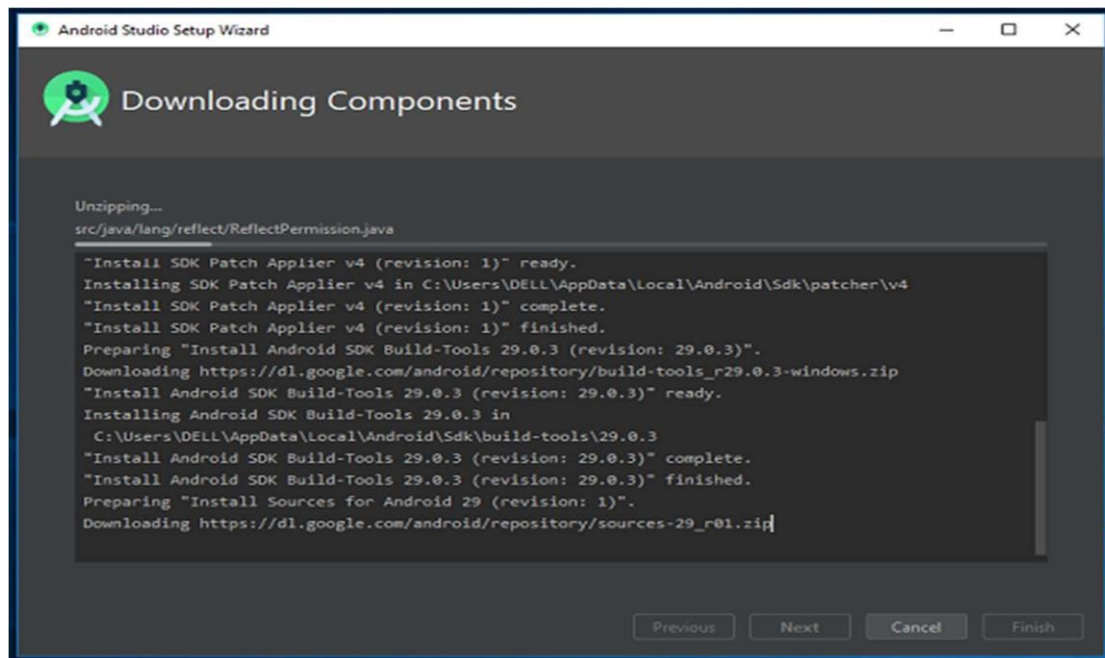 Android Studio Setup Wizard
Downloading Components
Unzipping...
src/java/lang/reflect/ReflectPermission.java
"Install SDK Patch Applier v4 (revision: 1)" ready.
Installing SDK Patch Applier v4 in C:\Users\DELL\AppData\Local\Android\Sdk\patcher\v4
"Install SDK Patch Applier v4 (revision: 1)" complete.
"Install SDK Patch Applier v4 (revision: 1)" finished.
Preparing "Install Android SDK Build-Tools 29.0.3 (revision: 29.0.3)".
Downloading https://dl.google.com/android/repository/build-tools_r29.0.3-windows.zip
"Install Android SDK Build-Tools 29.0.3 (revision: 29.0.3)" ready.
Installing Android SDK Build-Tools 29.0.3 in
C:\Users\DELL\AppData\Local\Android\Sdk\build-tools\29.0.3
"Install Android SDK Build-Tools 29.0.3 (revision: 29.0.3)" complete.
"Install Android SDK Build-Tools 29.0.3 (revision: 29.0.3)" finished.
Preparing "Install Sources for Android 29 (revision: 1)".
Downloading https://dl.google.com/android/repository/sources-29_r01.zip
Previous Next Cancel Finish